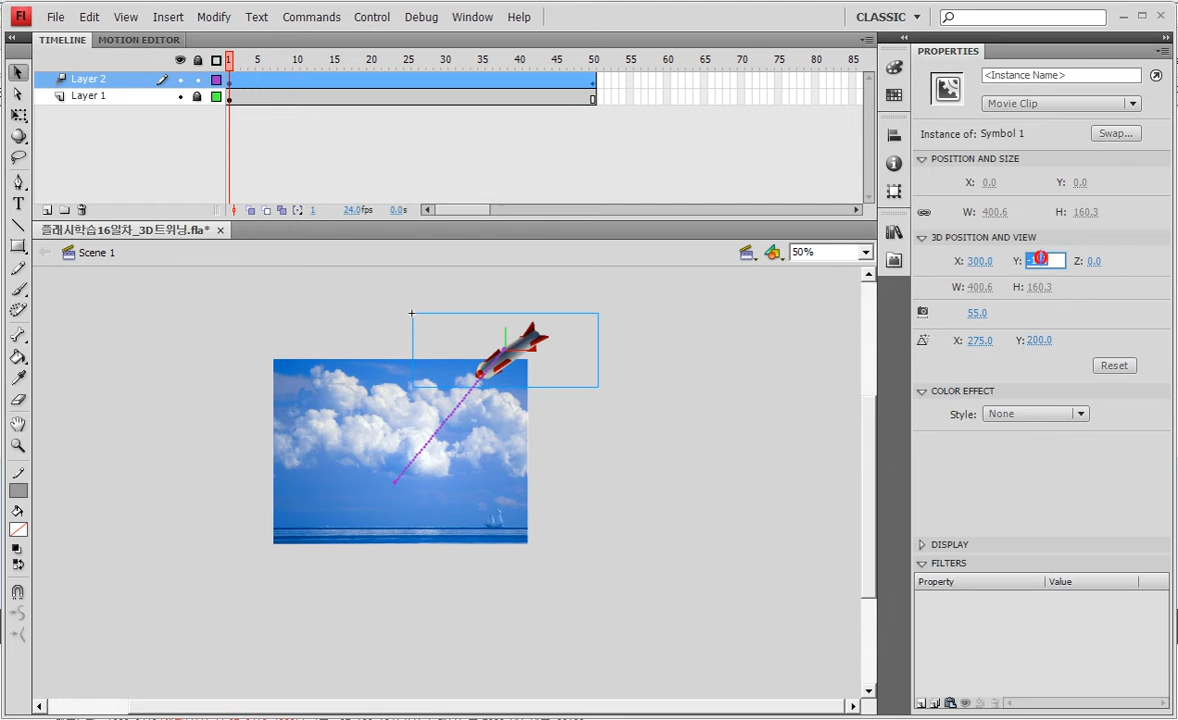 Fl File Edit View Insert Modify Text Commands Control Debug Window Help CLASSIC
TIMELINE MOTION EDITOR
1 5 10 15 20 25 30 35 40 45 50 55 60 65 70 75 80 85
Layer 2
Layer 1
1 24.0fps 0.0s
플래시학습16일차_3D트위닝.fla*
Scene 1 50%
PROPERTIES
<Instance Name>
Movie Clip
Instance of: Symbol 1 Swap...
POSITION AND SIZE
X: 0.0 Y: 0.0
W: 400.6 H: 160.3
3D POSITION AND VIEW
X: 300.0 Y: Z: 0.0
W: 400.6 H: 160.3
55.0
X: 275.0 Y: 200.0
Reset
COLOR EFFECT
Style: None
DISPLAY
FILTERS
Property Value